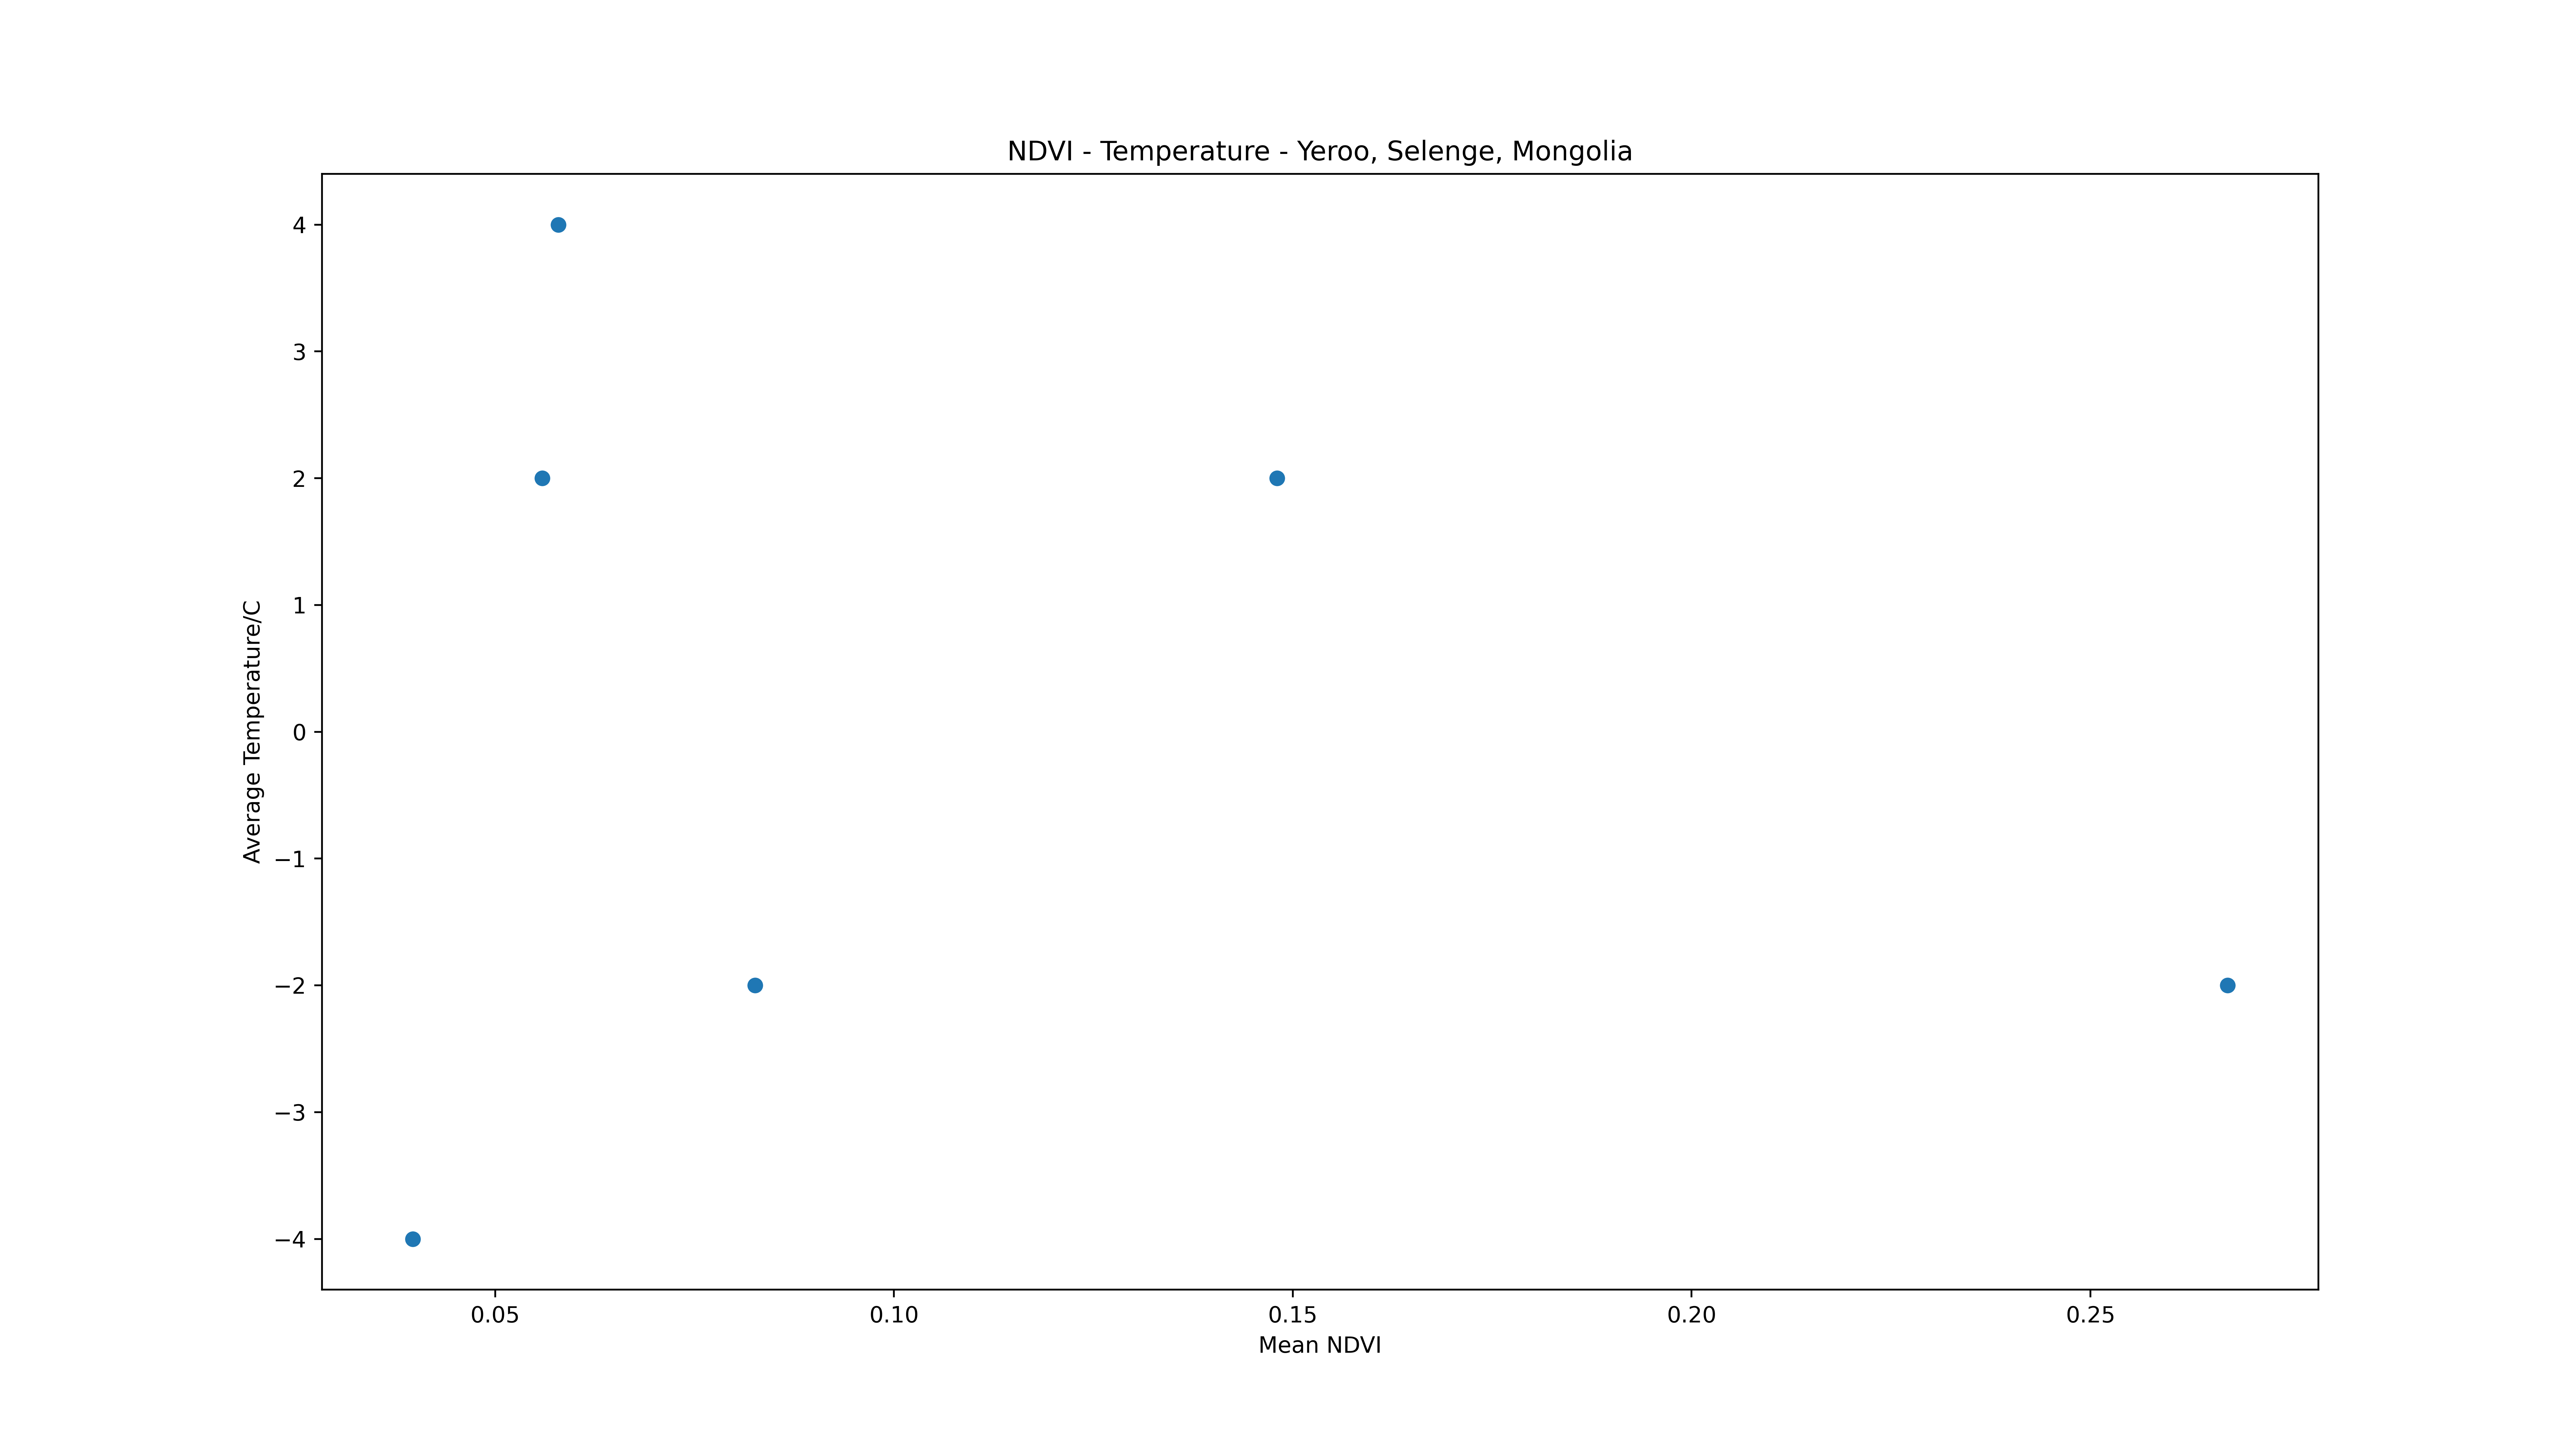 NDVI - Temperature - Yeroo, Selenge, Mongolia
4
3
2
1
0
−1
−2
−3
−4
Average Temperature/C
0.05 0.10 0.15 0.20 0.25
Mean NDVI